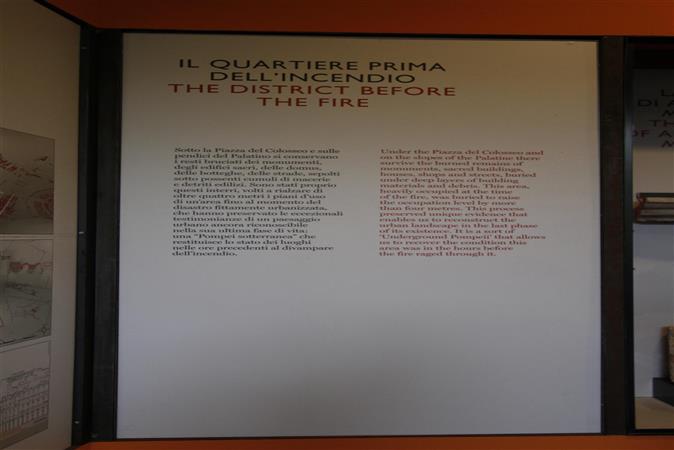 IL QUARTIERE PRIMA
DELL'INCENDIO
THE DISTRICT BEFORE
THE FIRE
Sotto la Piazza del Colosseo e sulle
pendici del Palatino si conservano
i resti bruciati dei monumenti,
degli edifici sacri, delle domus,
delle botteghe, delle strade, sepolti
sotto possenti cumuli di macerie
e detriti edilizi. Sono stati proprio
questi interri, volti a rialzare di
oltre quattro metri i piani d'uso
di un'area fino al momento del
disastro fittamente urbanizzata,
che hanno preservato le eccezionali
testimonianze di un paesaggio
urbano ancora riconoscibile
nella sua ultima fase di vita:
una "Pompei sotterranea" che
restituisce lo stato dei luoghi
nelle ore precedenti al divampare
dell'incendio.
Under the Piazza del Colosseo and
on the slopes of the Palatine there
survive the burned remains of
monuments, sacred buildings,
houses, shops and streets, buried
under deep layers of building
materials and debris. This area,
heavily occupied at the time
of the fire, was buried to raise
the occupation level by more
than four metres. This process
preserved unique evidence that
enables us to reconstruct the
urban landscape in the last phase
of its existence. It is a sort of
'Underground Pompeii' that allows
us to recover the condition this
area was in the hours before
the fire raged through it.
L
DI A
M
TH
OF A
M